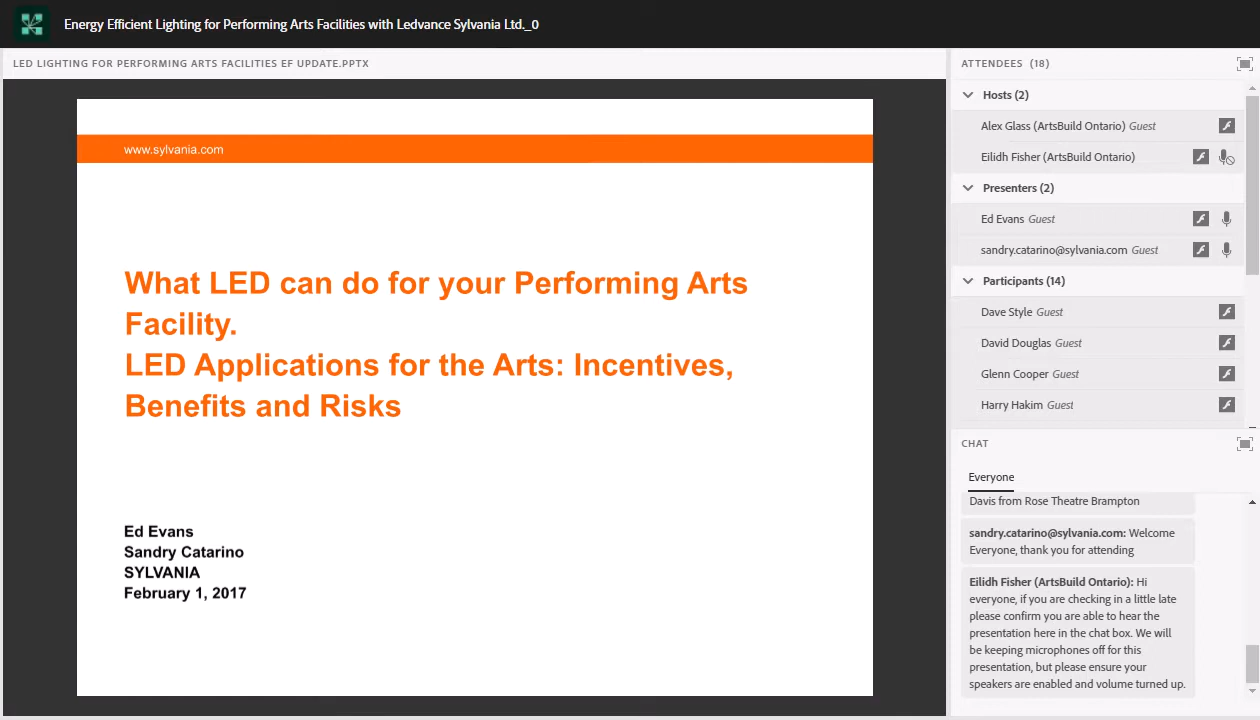 Energy Efficient Lighting for Performing Arts Facilities with Ledvance Sylvania Ltd._0
LED LIGHTING FOR PERFORMING ARTS FACILITIES EF UPDATE.PPTX
www.sylvania.com
What LED can do for your Performing Arts
Facility.
LED Applications for the Arts: Incentives,
Benefits and Risks
Ed Evans
Sandry Catarino
SYLVANIA
February 1, 2017
ATTENDEES (18)
Hosts (2)
Alex Glass (ArtsBuild Ontario) Guest
Eilidh Fisher (ArtsBuild Ontario)
Presenters (2)
Ed Evans Guest
sandry.catarino@sylvania.com Guest
Participants (14)
Dave Style Guest
David Douglas Guest
Glenn Cooper Guest
Harry Hakim Guest
CHAT
Everyone
Davis from Rose Theatre Brampton
sandry.catarino@sylvania.com: Welcome
Everyone, thank you for attending
Eilidh Fisher (ArtsBuild Ontario): Hi
everyone, if you are checking in a little late
please confirm you are able to hear the
presentation here in the chat box. We will
be keeping microphones off for this
presentation, but please ensure your
speakers are enabled and volume turned up.